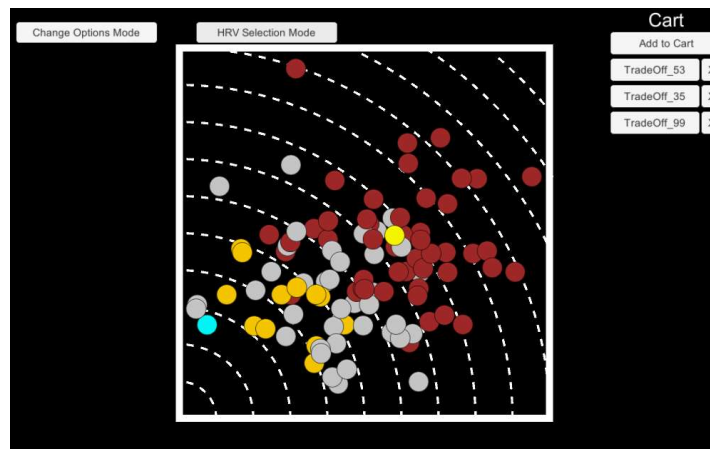 Change Options Mode
HRV Selection Mode
Cart
Add to Cart
TradeOff_53
TradeOff_35
TradeOff_99